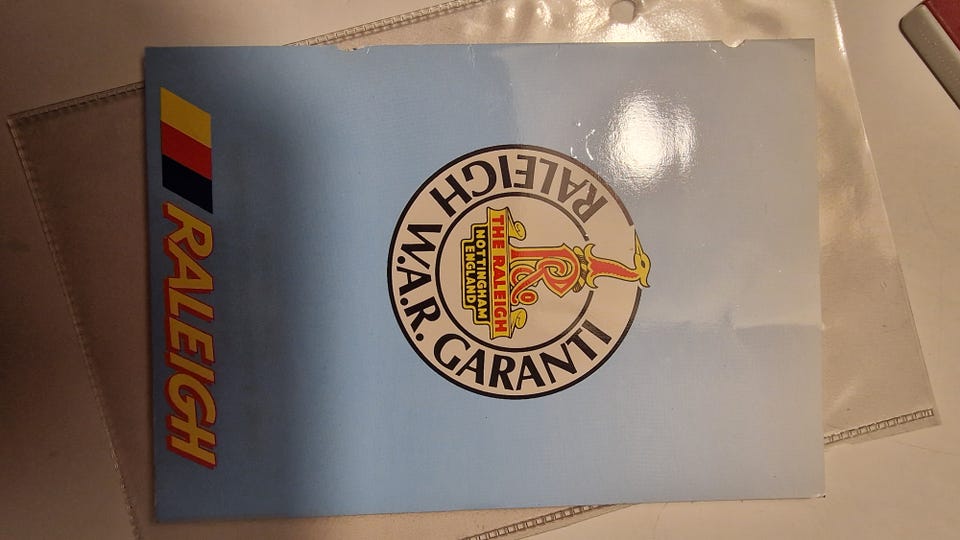 RALEIGH W.A.R. GARANTI
THE RALEIGH
NOTTINGHAM
ENGLAND
RALEIGH